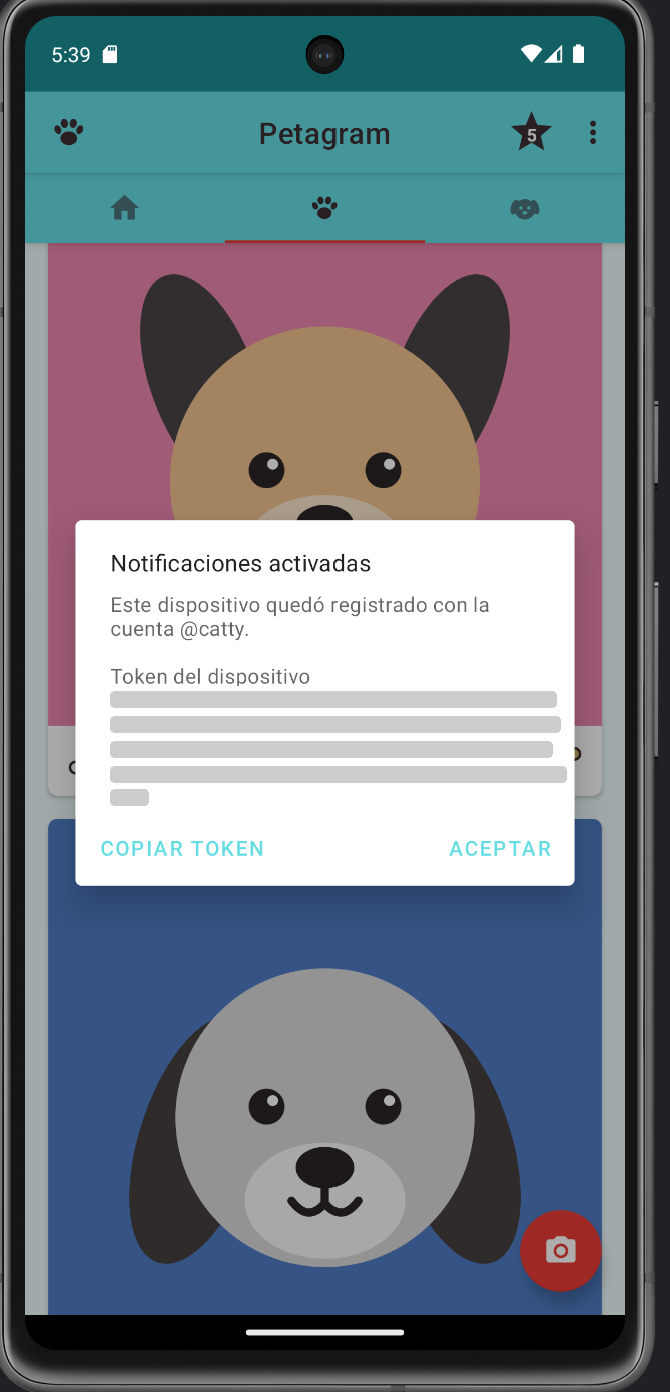 5:39
Petagram
5
Notificaciones activadas
Este dispositivo quedó registrado con la
cuenta @catty.
Token del dispositivo
COPIAR TOKEN
ACEPTAR